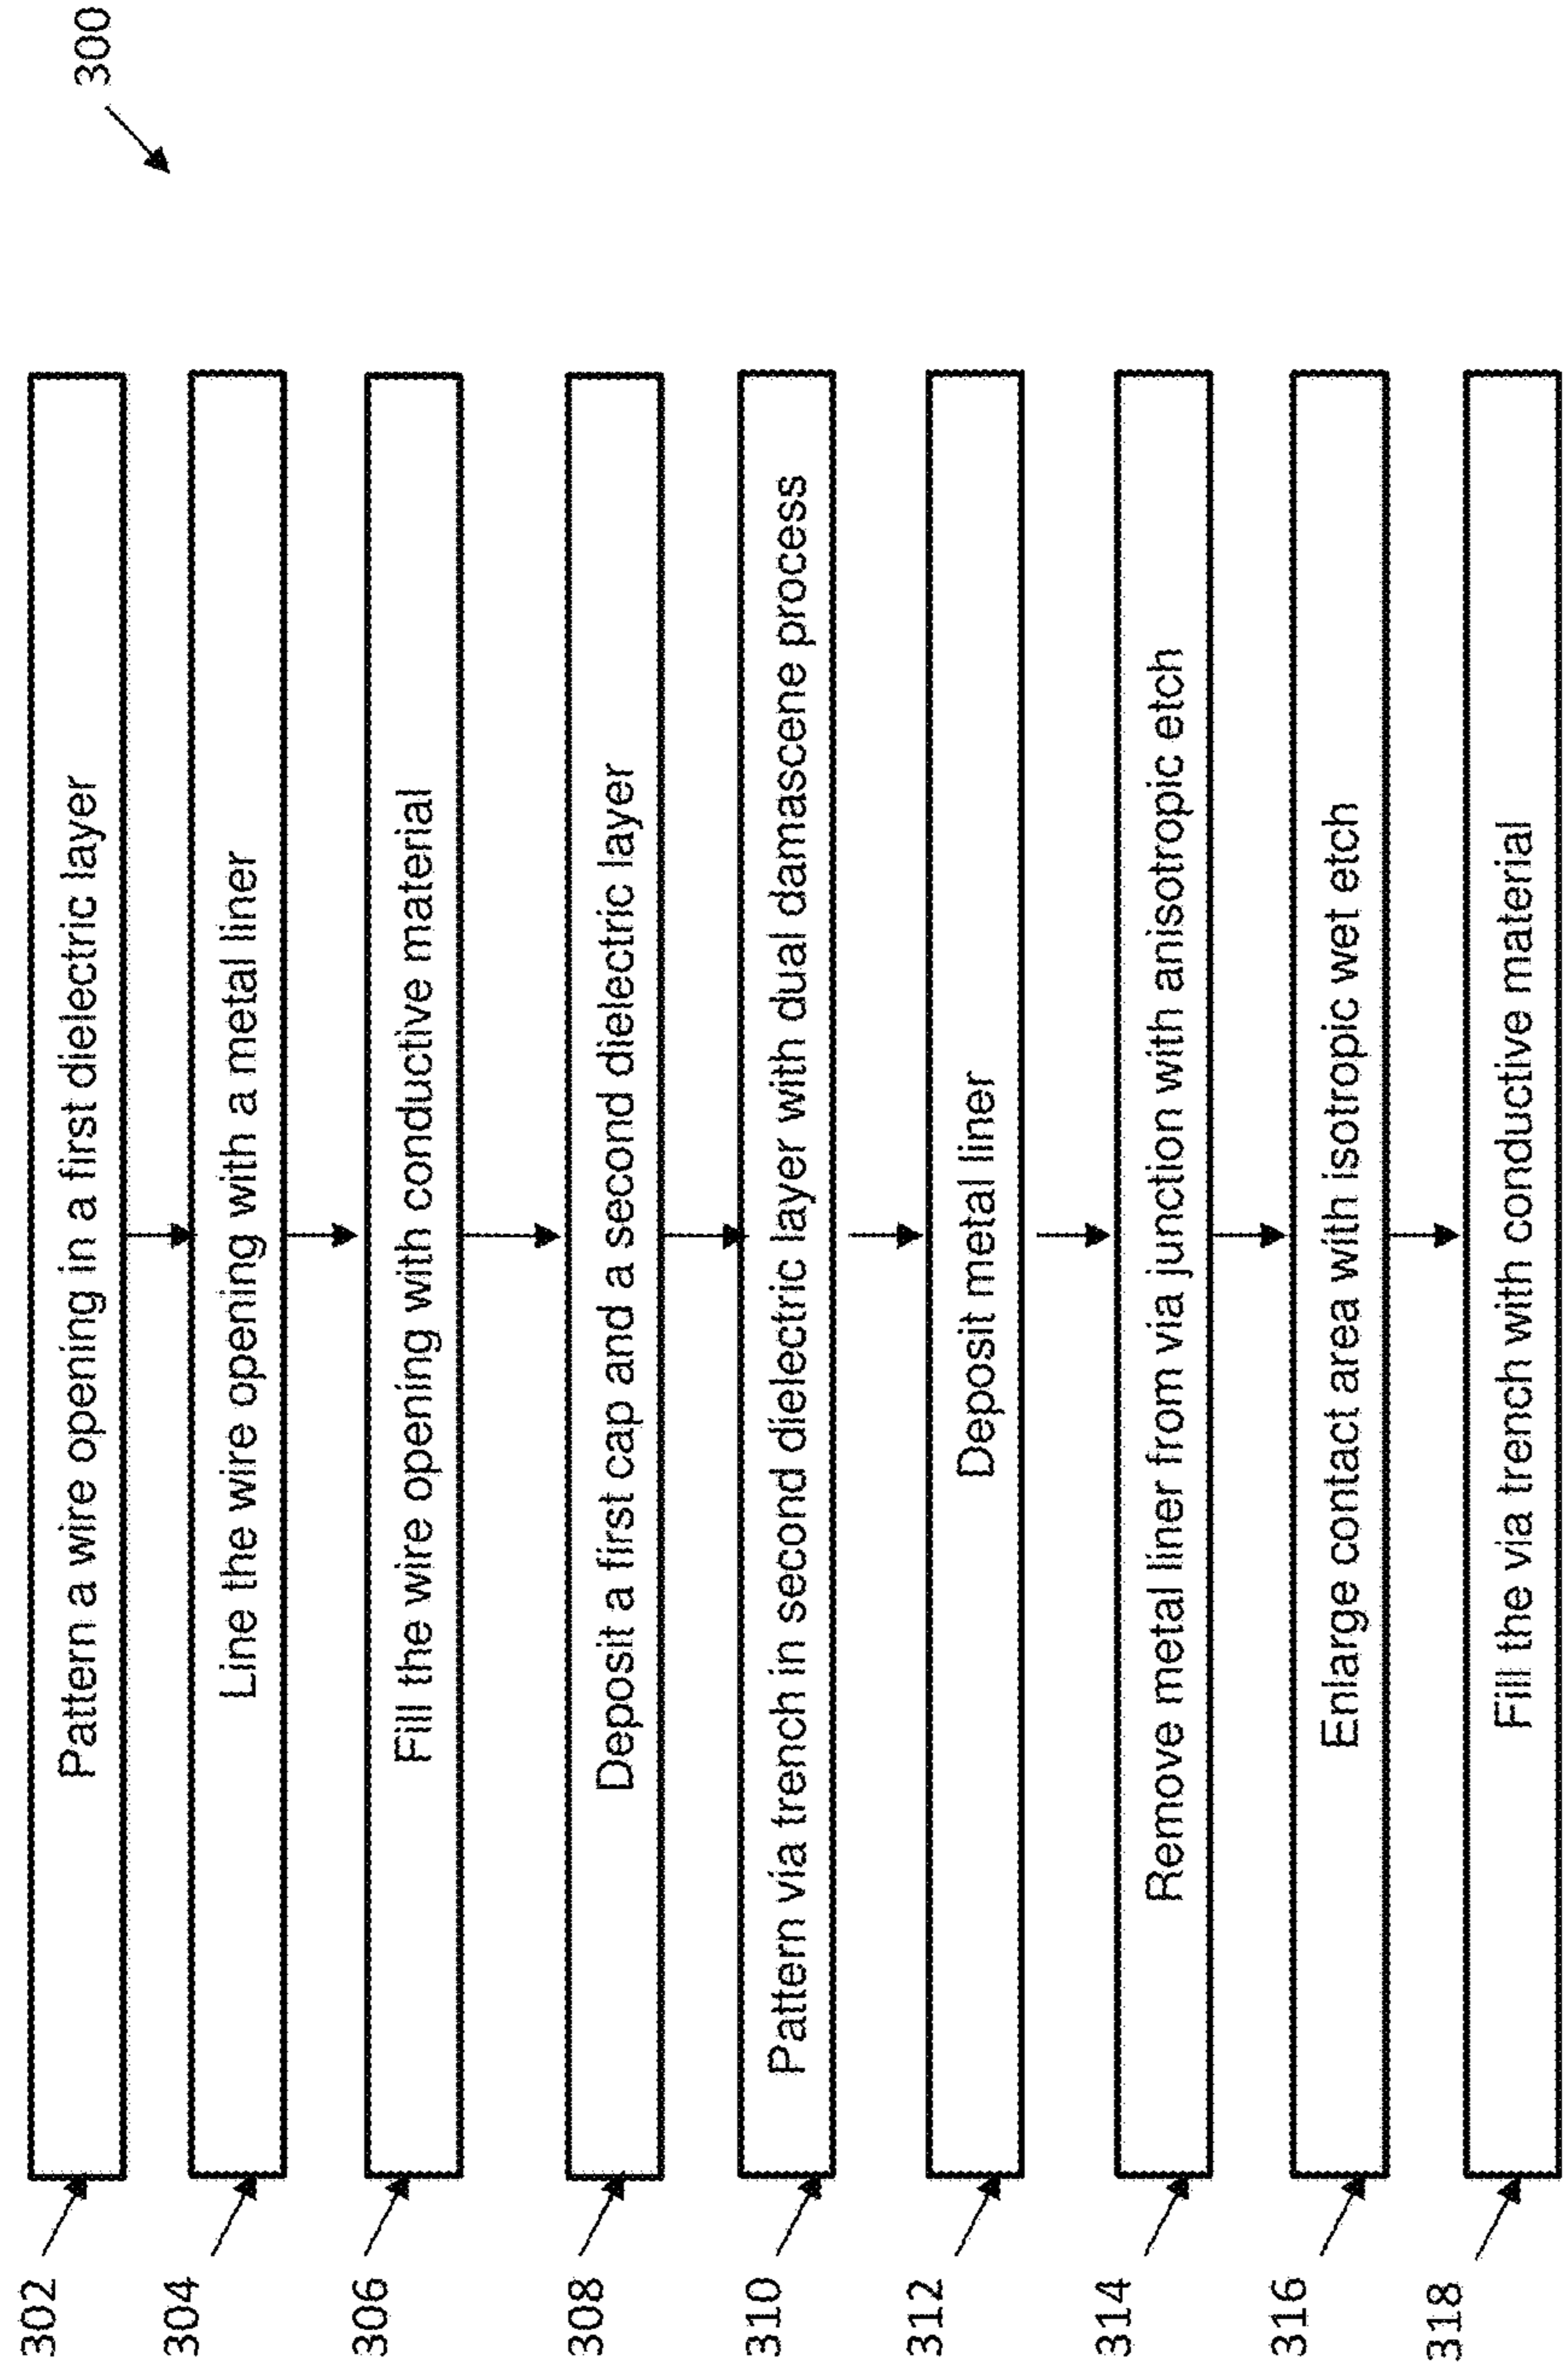 300
302
Pattern a wire opening in a first dielectric layer
304
Line the wire opening with a metal liner
306
Fill the wire opening with conductive material
308
Deposit a first cap and a second dielectric layer
310
Pattern via trench in second dielectric layer with dual damascene process
312
Deposit metal liner
314
Remove metal liner from via junction with anisotropic etch
316
Enlarge contact area with isotropic wet etch
318
Fill the via trench with conductive material